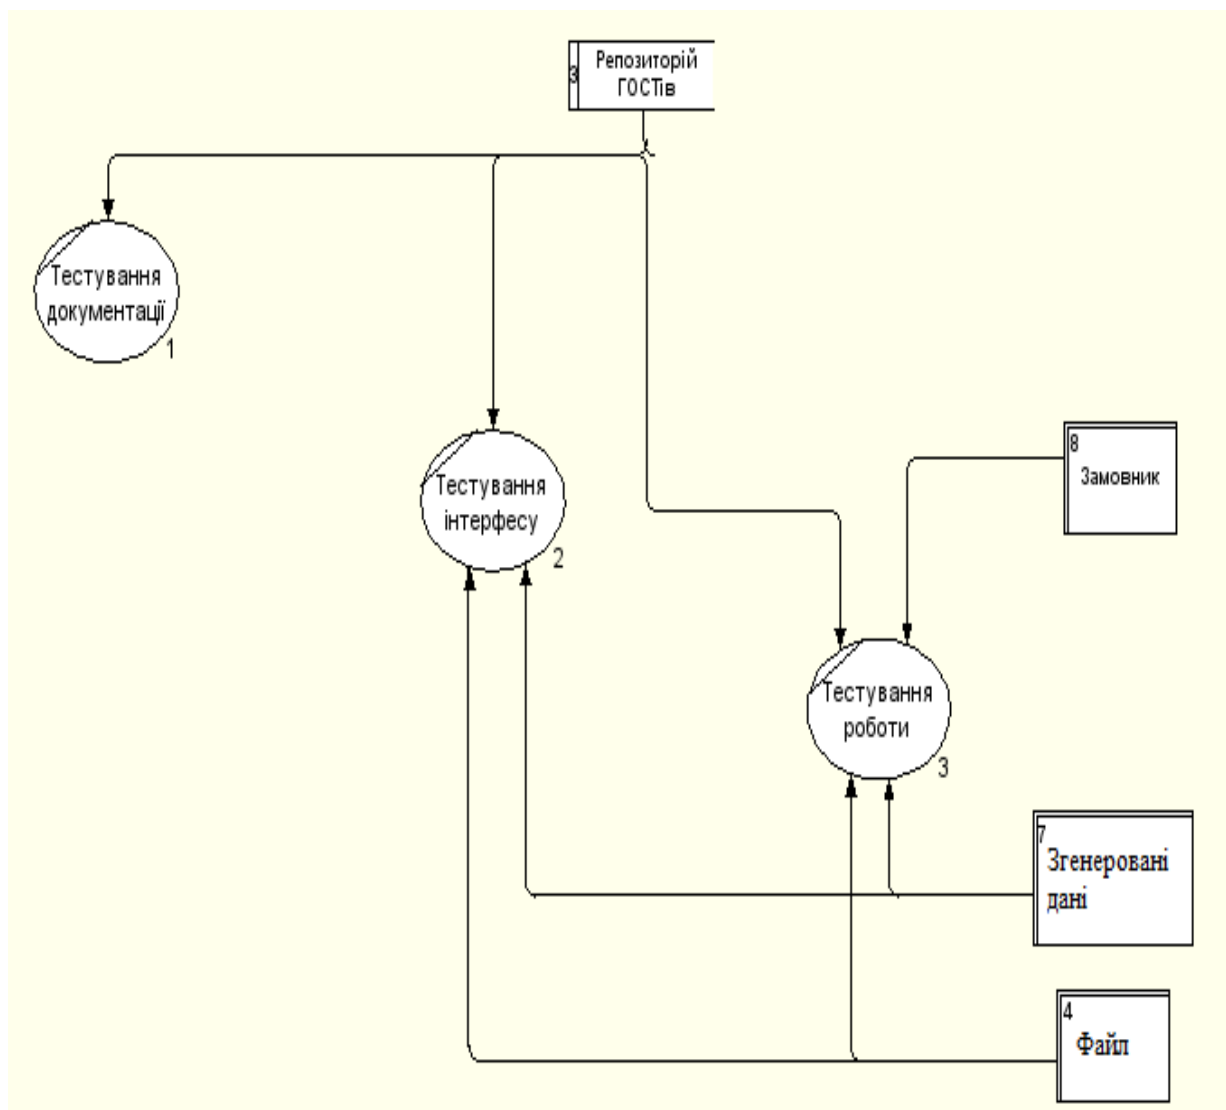 3
Репозиторій
ГОСТів
Тестування
документації
1
Тестування
інтерфесу
2
8
Замовник
Тестування
роботи
3
7
Згенеровані
дані
4
Файл